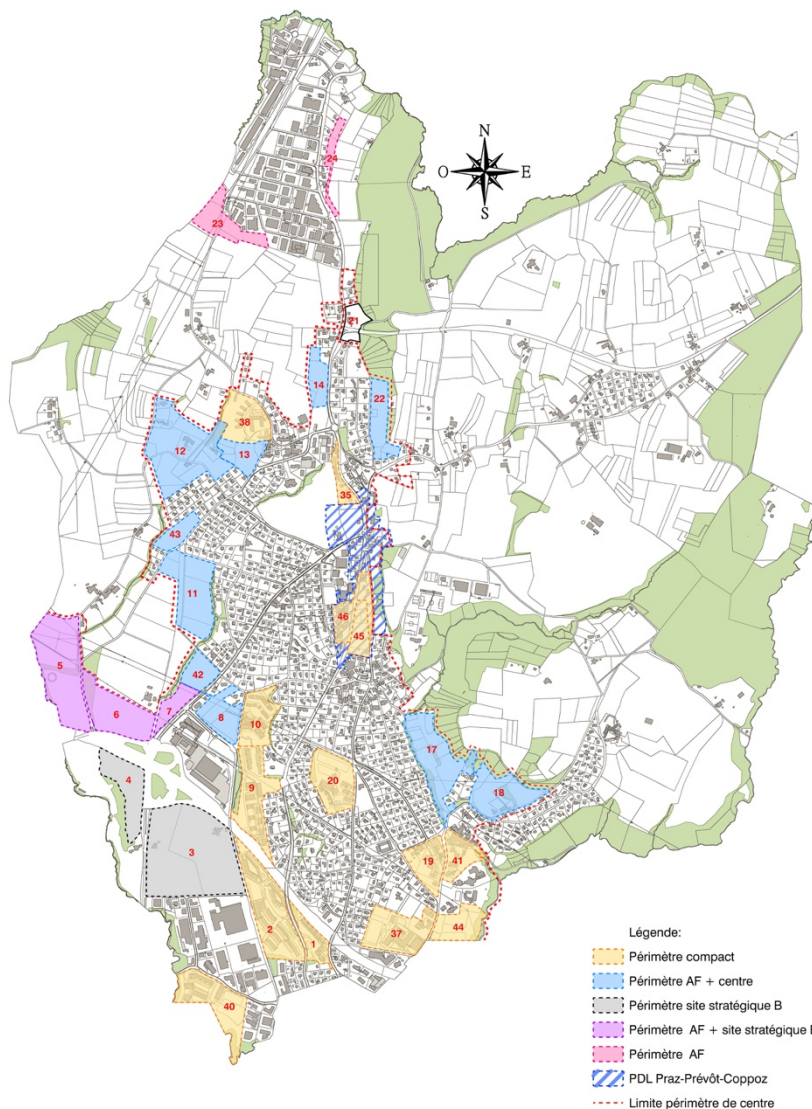 24
N
O
E
S
23
21
14
22
38
12
13
35
43
11
46
45
5
42
6
7
8
10
17
4
20
9
18
3
19
41
2
1
37
44
40
Légende:
Périmètre compact
Périmètre AF + centre
Périmètre site stratégique B
Périmètre AF + site stratégique
Périmètre AF
PDL Praz-Prévôt-Coppoz
Limite périmètre de centre